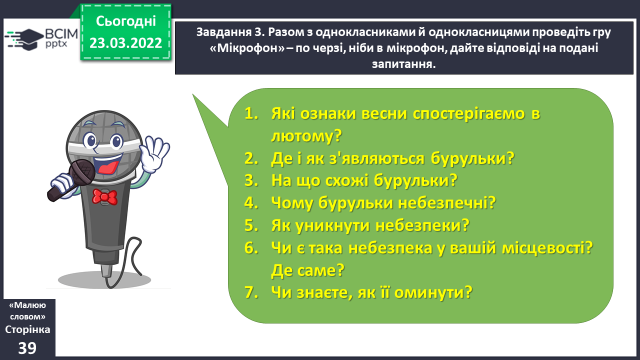 ВСІМ
pptx
Сьогодні
23.03.2022
Завдання 3. Разом з однокласниками й однокласницями проведіть гру
«Мікрофон» – по черзі, ніби в мікрофон, дайте відповіді на подані
запитання.
1. Які ознаки весни спостерігаємо в
лютому?
2. Де і як з'являються бурульки?
3. На що схожі бурульки?
4. Чому бурульки небезпечні?
5. Як уникнути небезпеки?
6. Чи є така небезпека у вашій місцевості?
Де саме?
7. Чи знаєте, як її оминути?
«Малюю
словом»
Сторінка
39